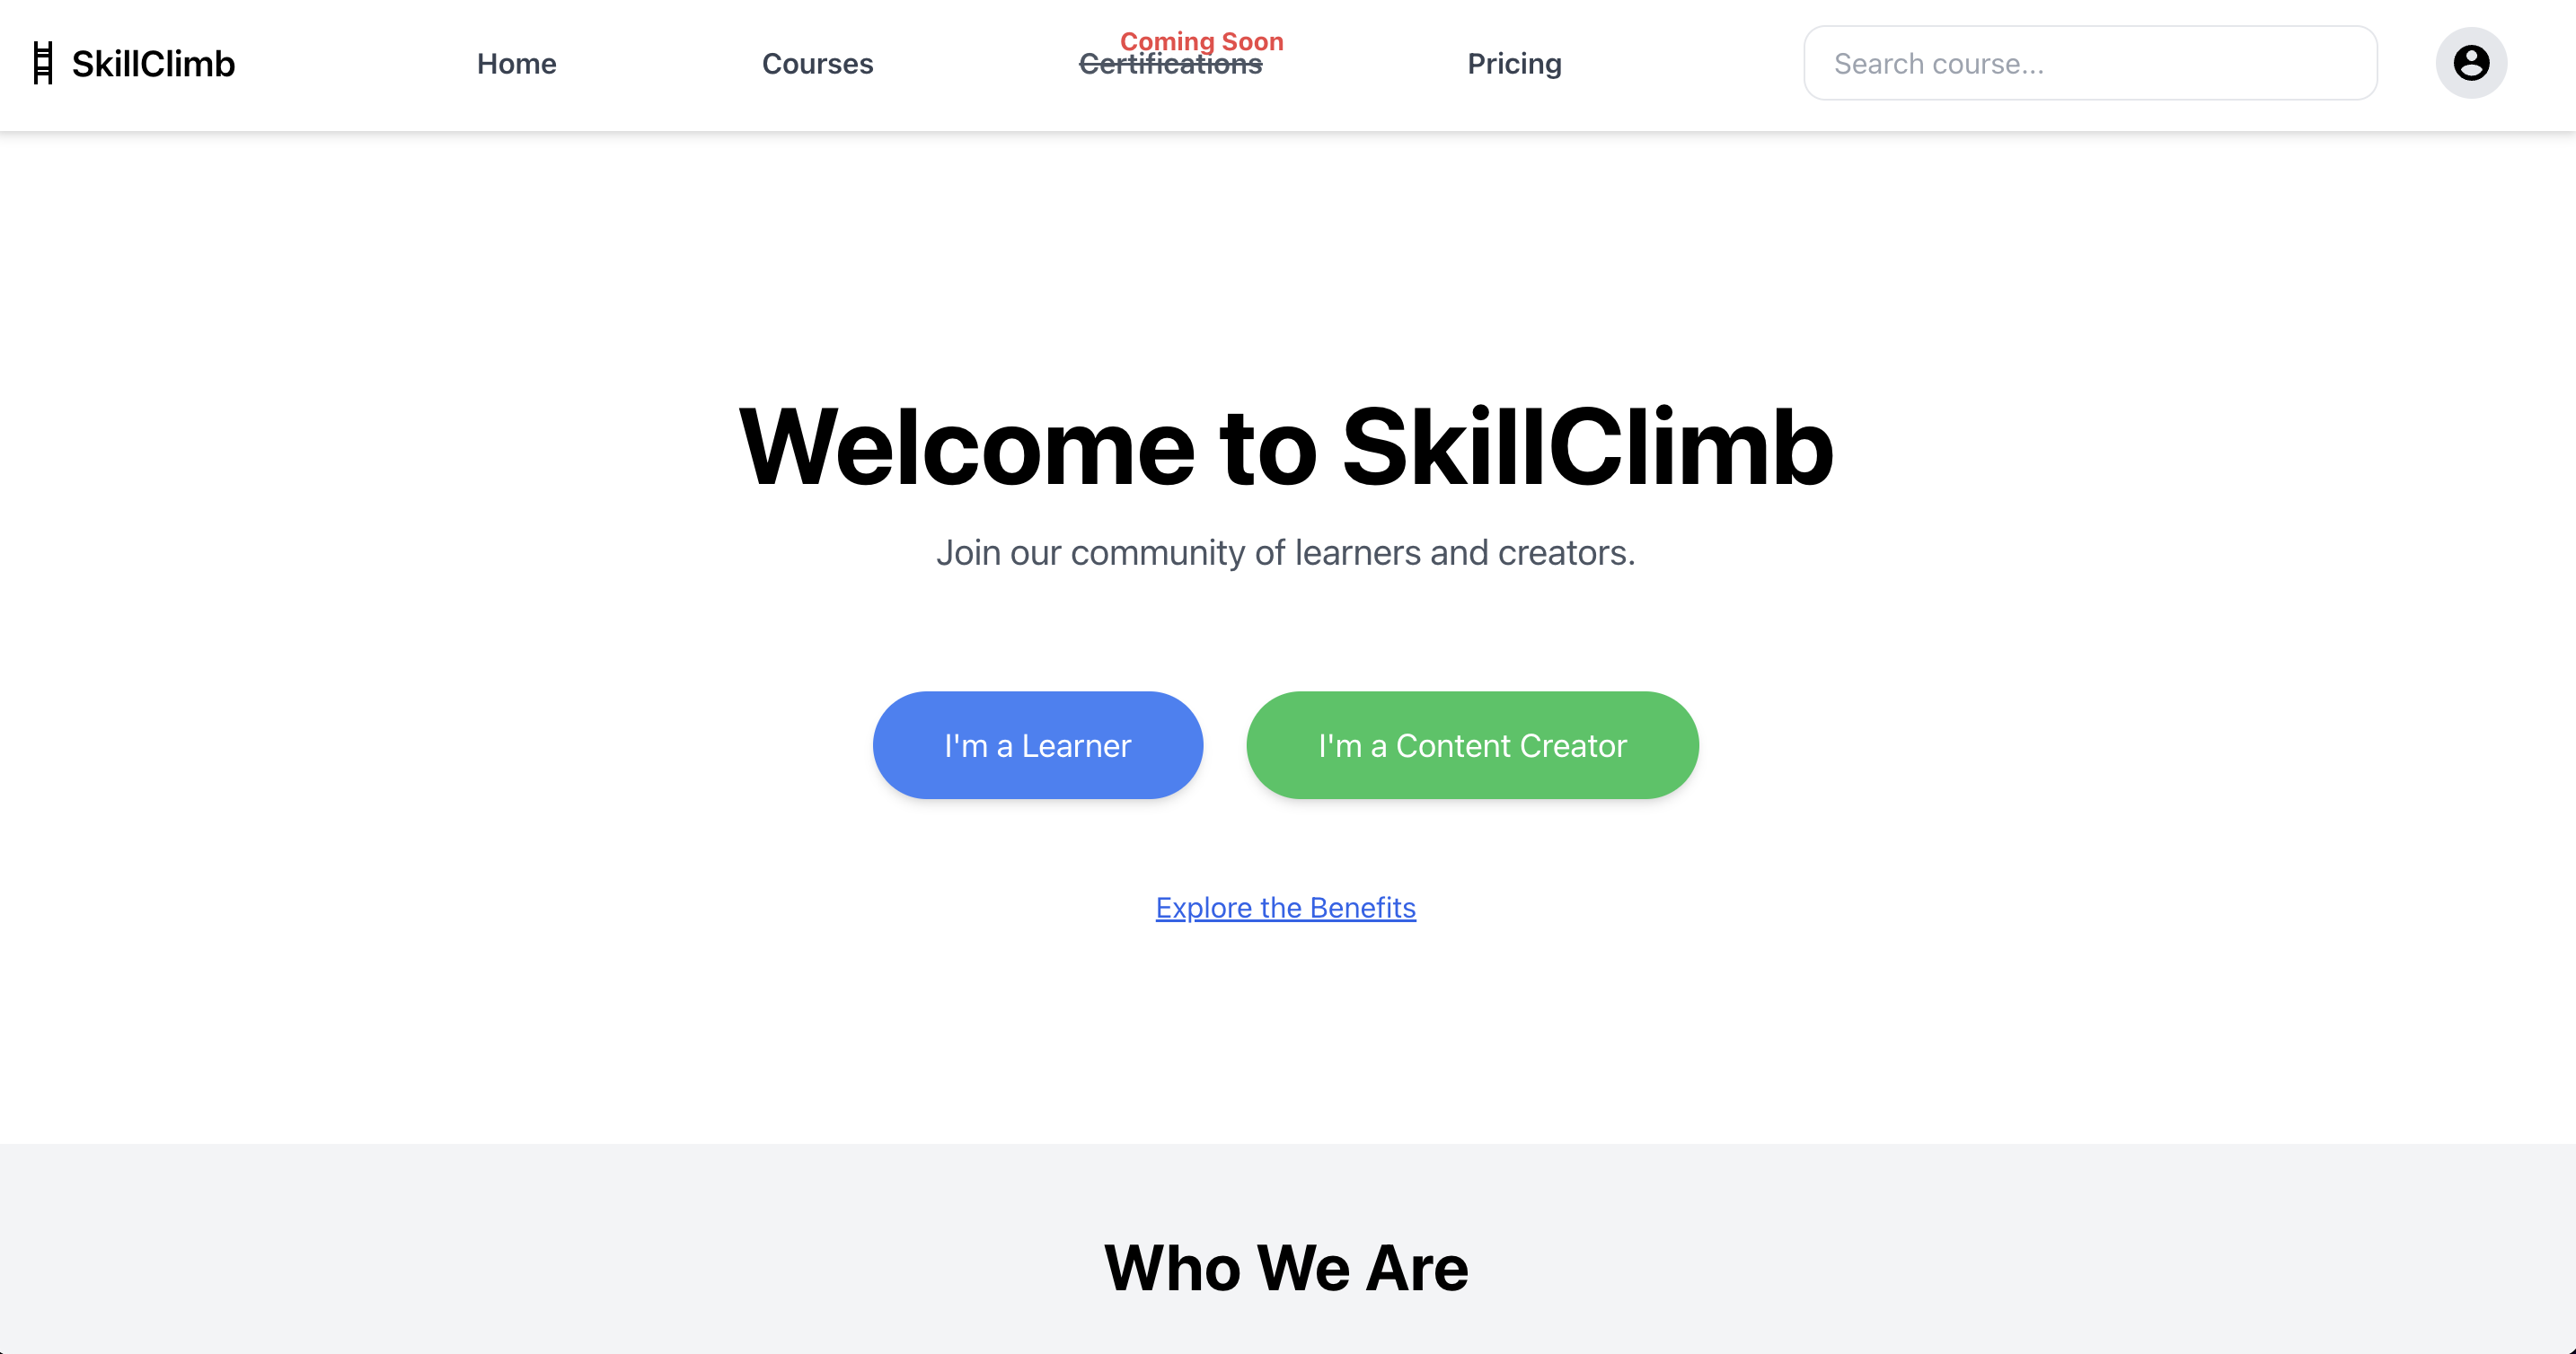 SkillClimb
Home
Courses
Coming Soon
Certifications
Pricing
Search course...
Welcome to SkillClimb
Join our community of learners and creators.
I'm a Learner
I'm a Content Creator
Explore the Benefits
Who We Are